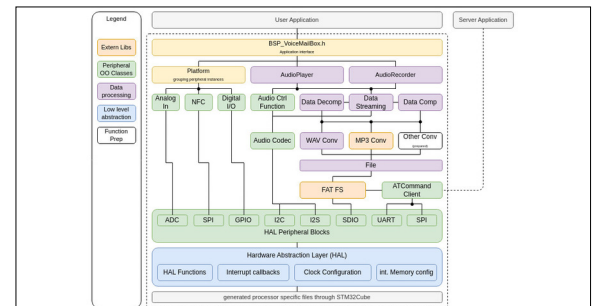 Legend
Extern Libs
Peripheral
OO Classes
Data
processing
Low level
abstraction
Function
Prep
User Application
Server Application
BSP_VoiceMailBox.h
Application interface
Platform
grouping peripheral instances
AudioPlayer
AudioRecorder
Analog
In
NFC
Digital
I/O
Audio Ctrl
Function
Data Decomp
Data
Streaming
Data Comp
Audio Codec
WAV Conv
MP3 Conv
Other Conv
File
FAT FS
ATCommand
Client
ADC
SPI
GPIO
I2C
I2S
SDIO
UART
SPI
HAL Peripheral Blocks
Hardware Abstraction Layer (HAL)
HAL Functions
Interrupt callbacks
Clock Configuration
int. Memory config
generated processor specific files through STM32Cube